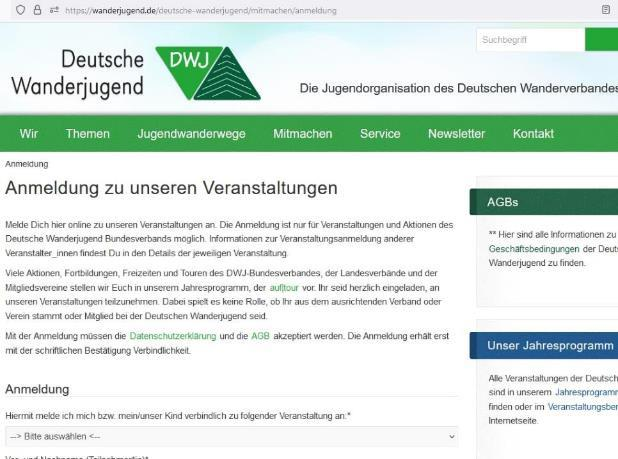 https://wanderjugend.de/deutsche-wanderjugend/mitmachen/anmeldung
Suchbegriff
Deutsche
Wanderjugend
DWJ
Die Jugendorganisation des Deutschen Wanderverbandes
Wir Themen Jugendwanderwege Mitmachen Service Newsletter Kontakt
Anmeldung
Anmeldung zu unseren Veranstaltungen
Melde Dich hier online zu unseren Veranstaltungen an. Die Anmeldung ist nur für Veranstaltungen und Aktionen des
Deutsche Wanderjugend Bundesverbands möglich. Informationen zur Veranstaltungsanmeldung anderer
Veranstalter_innen findest Du in den Details der jeweiligen Veranstaltung.
Viele Aktionen, Fortbildungen, Freizeiten und Touren des DWJ-Bundesverbandes, der Landesverbände und der
Mitgliedsvereine stellen wir Euch in unserem Jahresprogramm, der auf|tour vor. Ihr seid herzlich eingeladen, an
unseren Veranstaltungen teilzunehmen. Dabei spielt es keine Rolle, ob Ihr aus dem ausrichtenden Verband oder
Verein stammt oder Mitglied bei der Deutschen Wanderjugend seid.
Mit der Anmeldung müssen die Datenschutzerklärung und die AGB akzeptiert werden. Die Anmeldung erhält erst
mit der schriftlichen Bestätigung Verbindlichkeit.
Anmeldung
Hiermit melde ich mich bzw. mein/unser Kind verbindlich zu folgender Veranstaltung an:*
--> Bitte auswählen <--
AGBs
** Hier sind alle Informationen zu
Geschäftsbedingungen der Deut
Wanderjugend zu finden.
Unser Jahresprogramm
Alle Veranstaltungen der Deutsch
sind in unserem Jahresprogramm
finden oder im Veranstaltungsber
Internetseite.